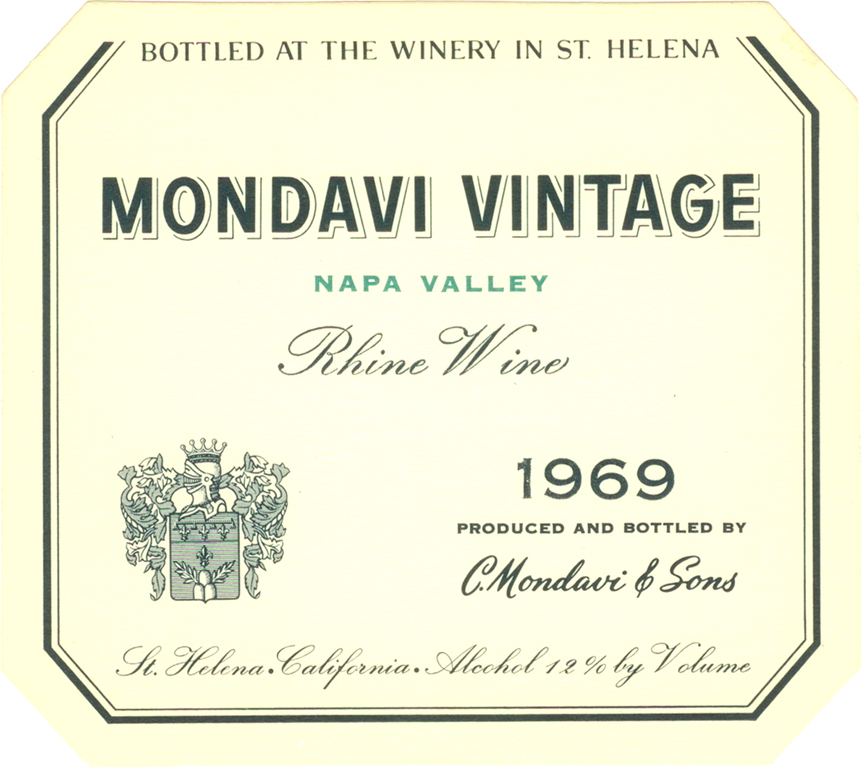 BOTTLED AT THE WINERY IN ST. HELENA
MONDAVI VINTAGE
NAPA VALLEY
Rhine Wine
1969
PRODUCED AND BOTTLED BY
C. Mondavi & Sons
St. Helena. California. Alcohol 12% by Volume